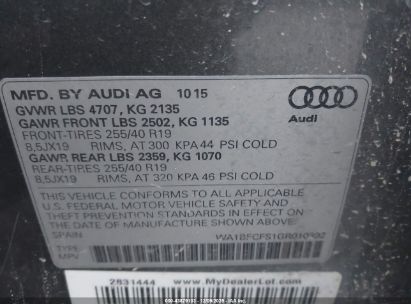 MFD. BY AUDI AG 10 15
GVWR LBS 4707, KG 2135
GAWR FRONT LBS 2502, KG 1135
FRONT-TIRES 255/40 R19
8,5JX19 RIMS, AT 300 KPA 44 PSI COLD
GAWR REAR LBS 2359, KG 1070
REAR-TIRES 255/40 R19
8,5JX19 RIMS, AT 320 KPA 46 PSI COLD
Audi
THIS VEHICLE CONFORMS TO ALL APPLICABLE
U.S. FEDERAL MOTOR VEHICLE SAFETY AND
THEFT PREVENTION STANDARDS IN EFFECT ON
THE DATE OF MANUFACTURE SHOWN ABOVE.
SPAIN
TYPE:
MPV
2831444
MyDealerLot.com